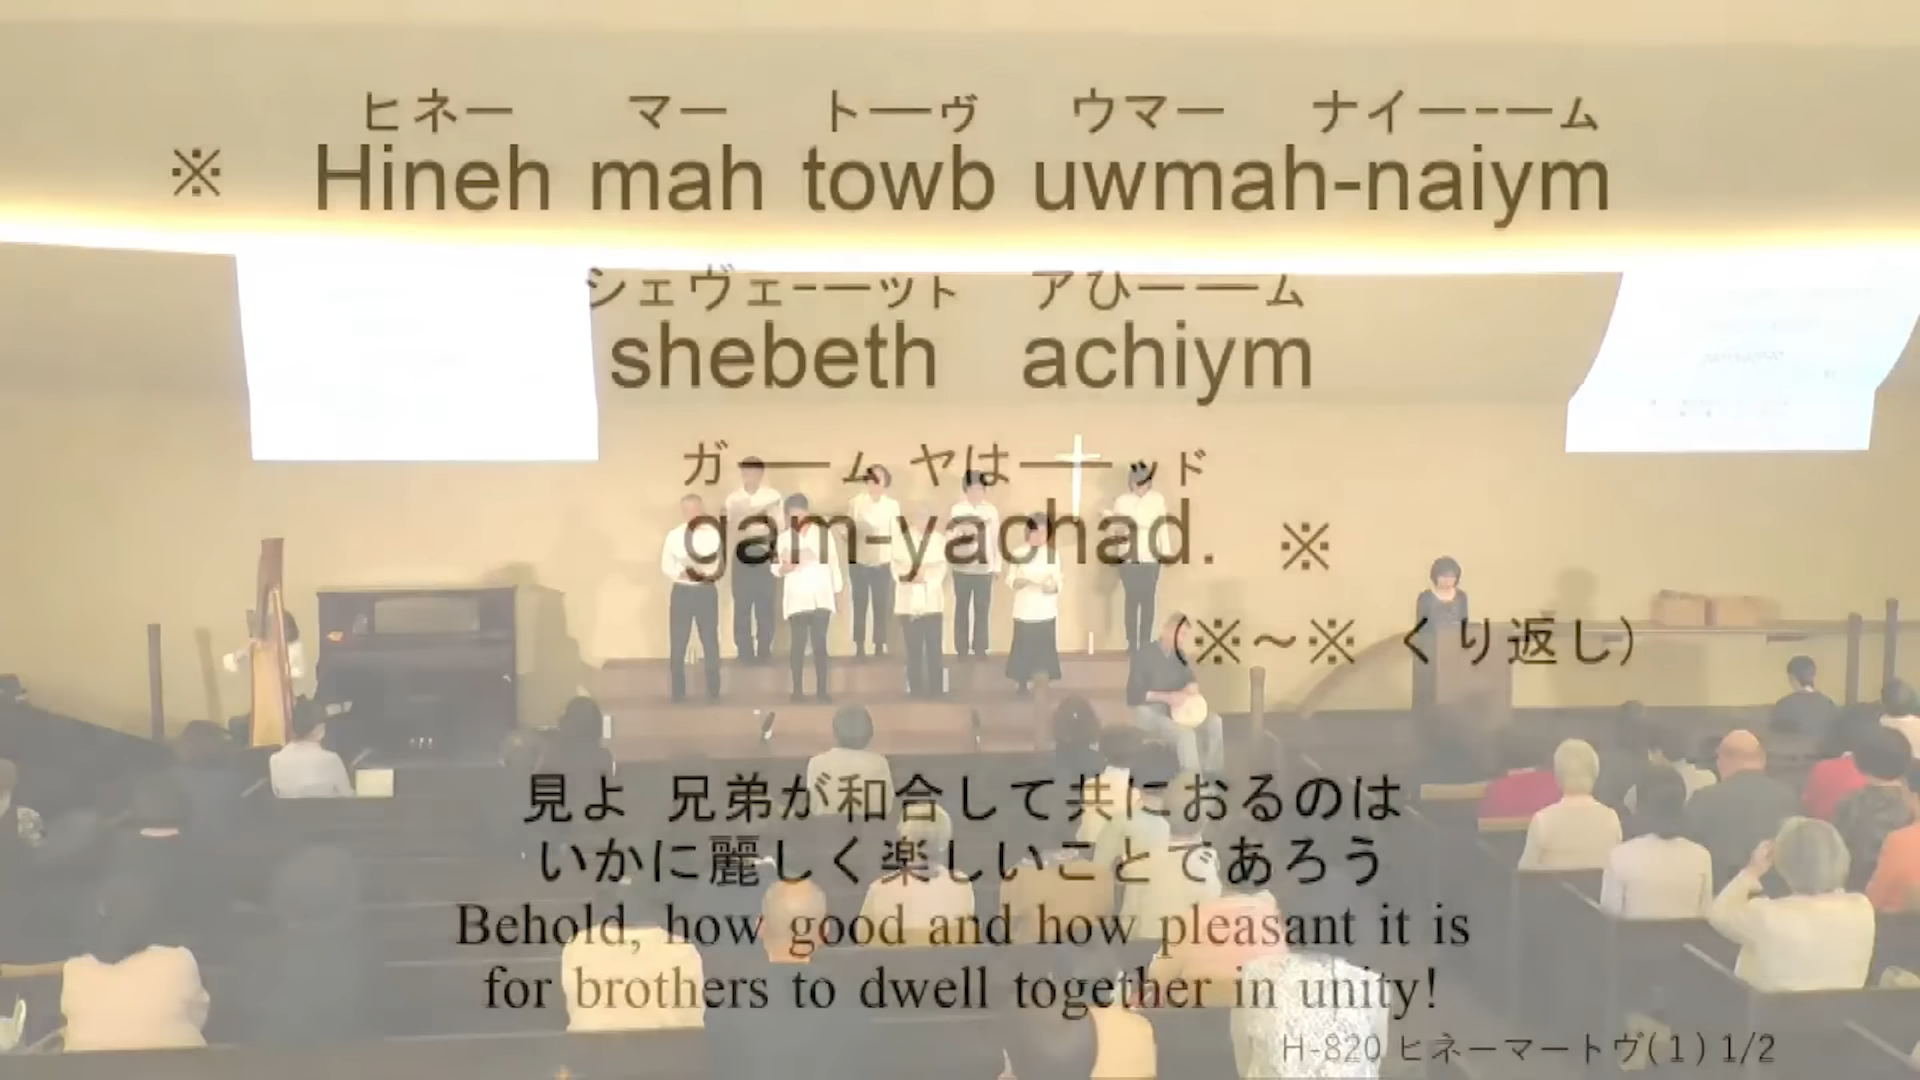 ヒネー マー トーヴ ウマー ナイー-ーム
※ Hineh mah towb uwmah-naiym
シェヴェ-ーット アひーーム
shebeth achiym
ガーム ヤはーッド
gam-yachad. ※
(※～※ くり返し)
見よ 兄弟が和合して共におるのは
いかに麗しく楽しいことであろう
Behold, how good and how pleasant it is
for brothers to dwell together in unity!
H-820 ヒネーマートヴ(1) 1/2